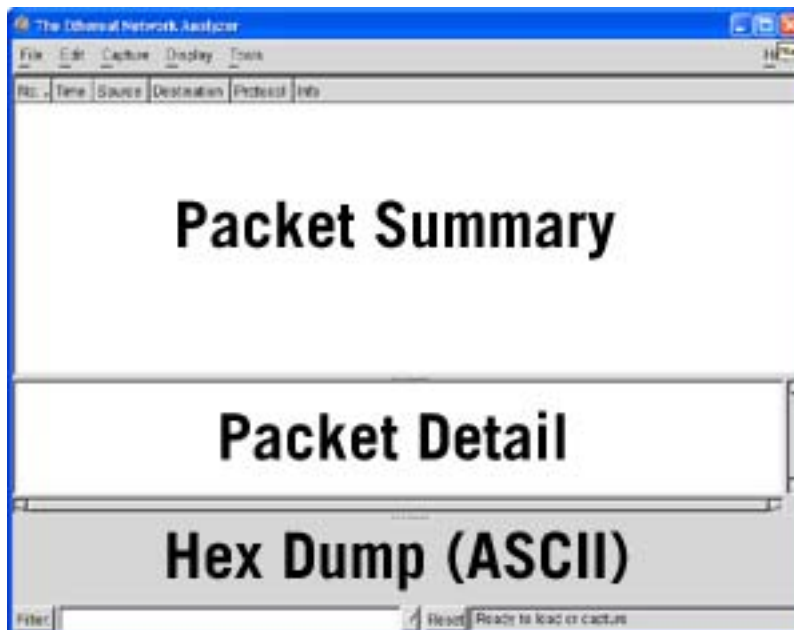 The Ethereal Network Analyzer
File Edit Capture Display Tools
No. Time Source Destination Protocol Info
Packet Summary
Packet Detail
Hex Dump (ASCII)
Filter: Reset Ready to load or capture